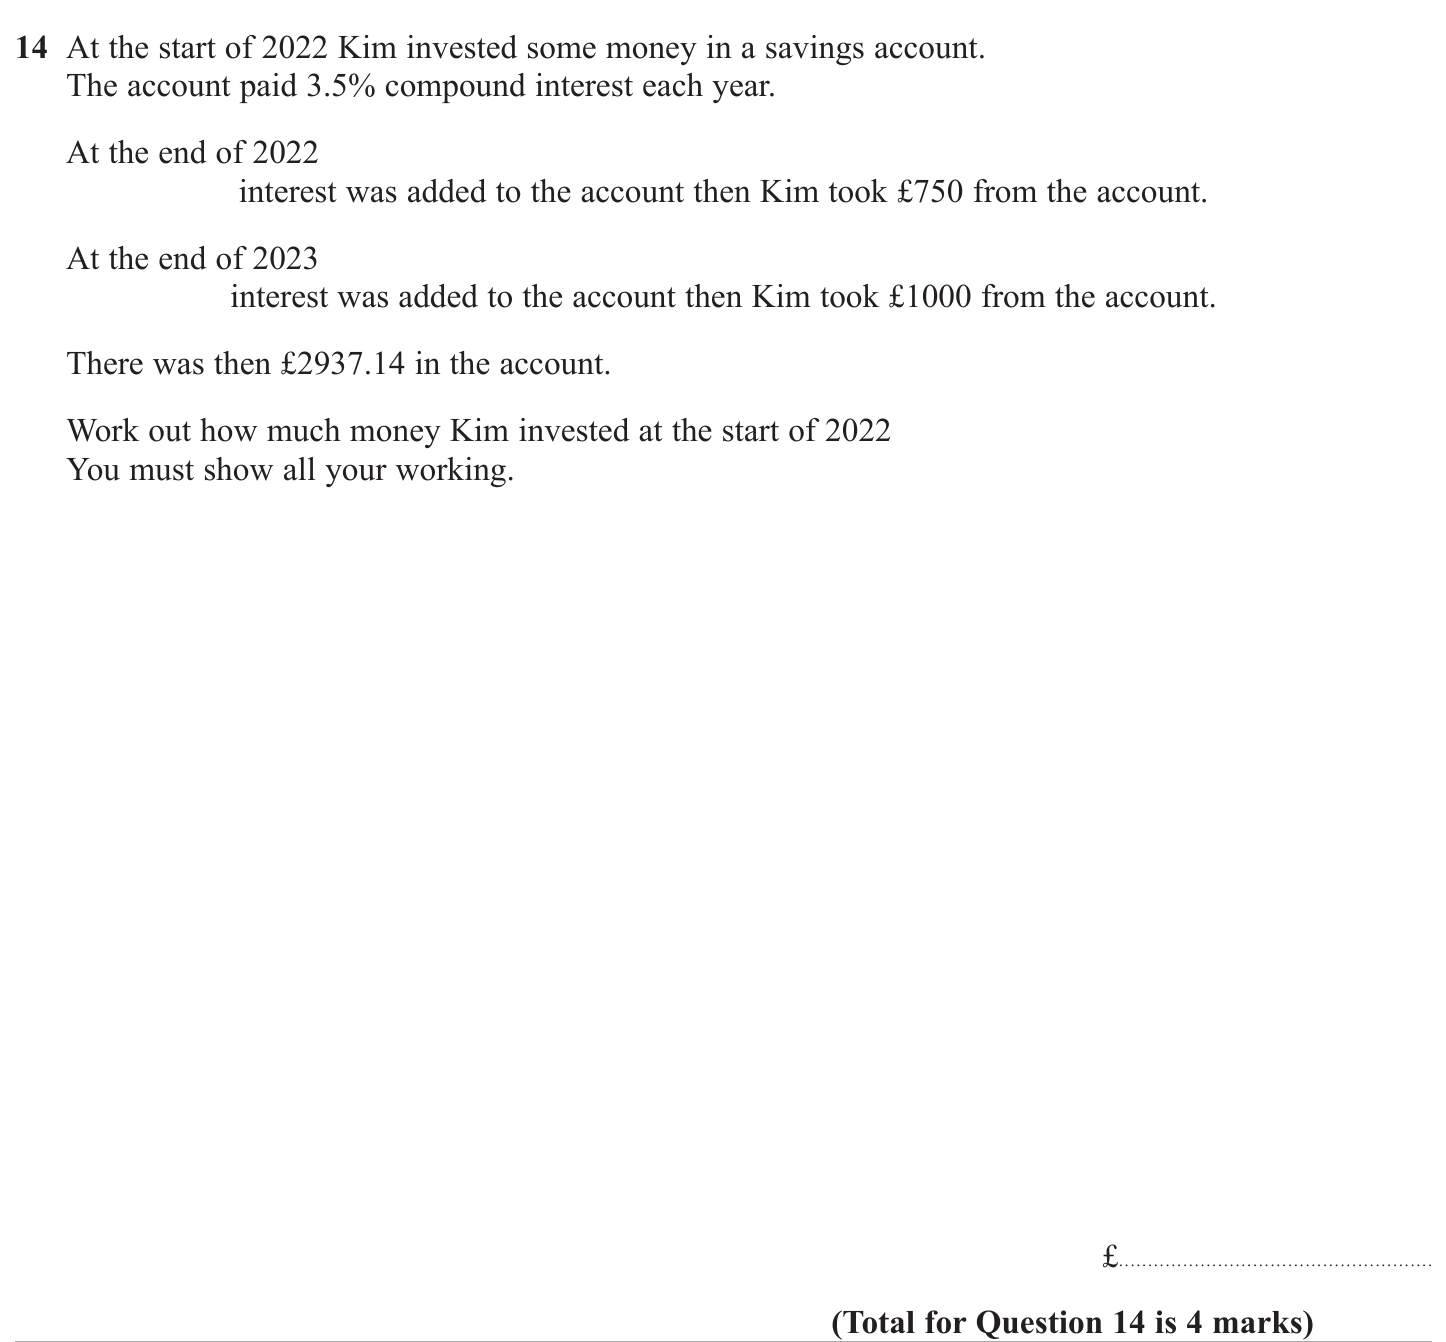 14 At the start of 2022 Kim invested some money in a savings account.
The account paid 3.5% compound interest each year.
At the end of 2022
interest was added to the account then Kim took £750 from the account.
At the end of 2023
interest was added to the account then Kim took £1000 from the account.
There was then £2937.14 in the account.
Work out how much money Kim invested at the start of 2022
You must show all your working.
£......................................................
(Total for Question 14 is 4 marks)